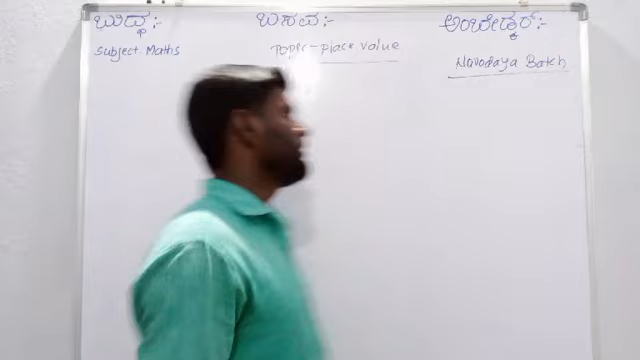 ಬುದ್ಧ :- ಬಸವ :- ಅಂಬೇಡ್ಕರ್ :-
Subject. Maths Topic - place value Navodaya Batch